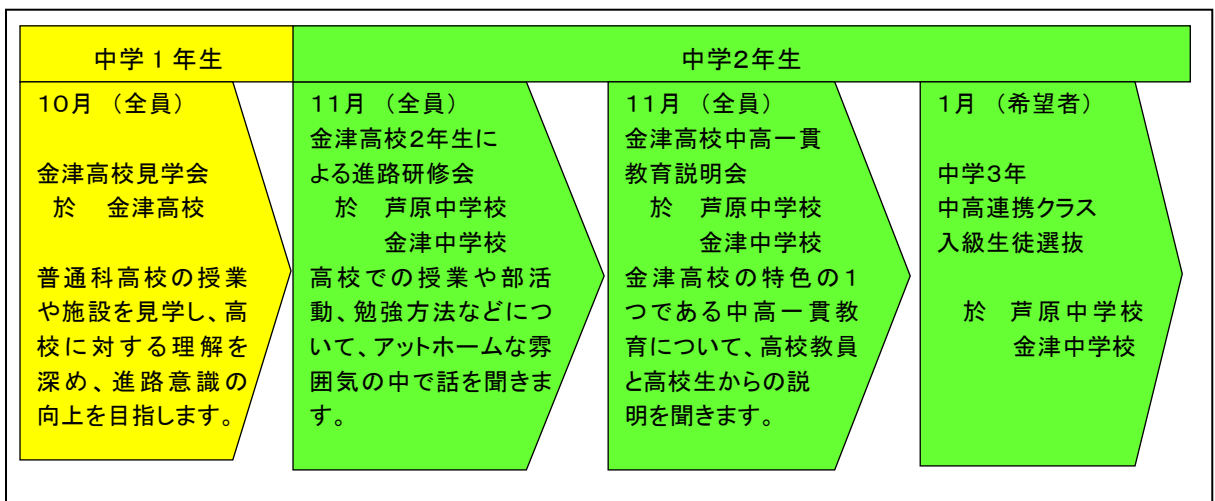 中学1年生
中学2年生
10月 (全員)
金津高校見学会
於 金津高校
普通科高校の授業
や施設を見学し、高
校に対する理解を
深め、進路意識の
向上を目指します。
11月 (全員)
金津高校2年生に
よる進路研修会
於 芦原中学校
金津中学校
高校での授業や部活
動、勉強方法などにつ
いて、アットホームな雰
囲気の中で話を聞きま
す。
11月 (全員)
金津高校中高一貫
教育説明会
於 芦原中学校
金津中学校
金津高校の特色の1
つである中高一貫教
育について、高校教員
と高校生からの説
明を聞きます。
1月 (希望者)
中学3年
中高連携クラス
入級生徒選抜
於 芦原中学校
金津中学校